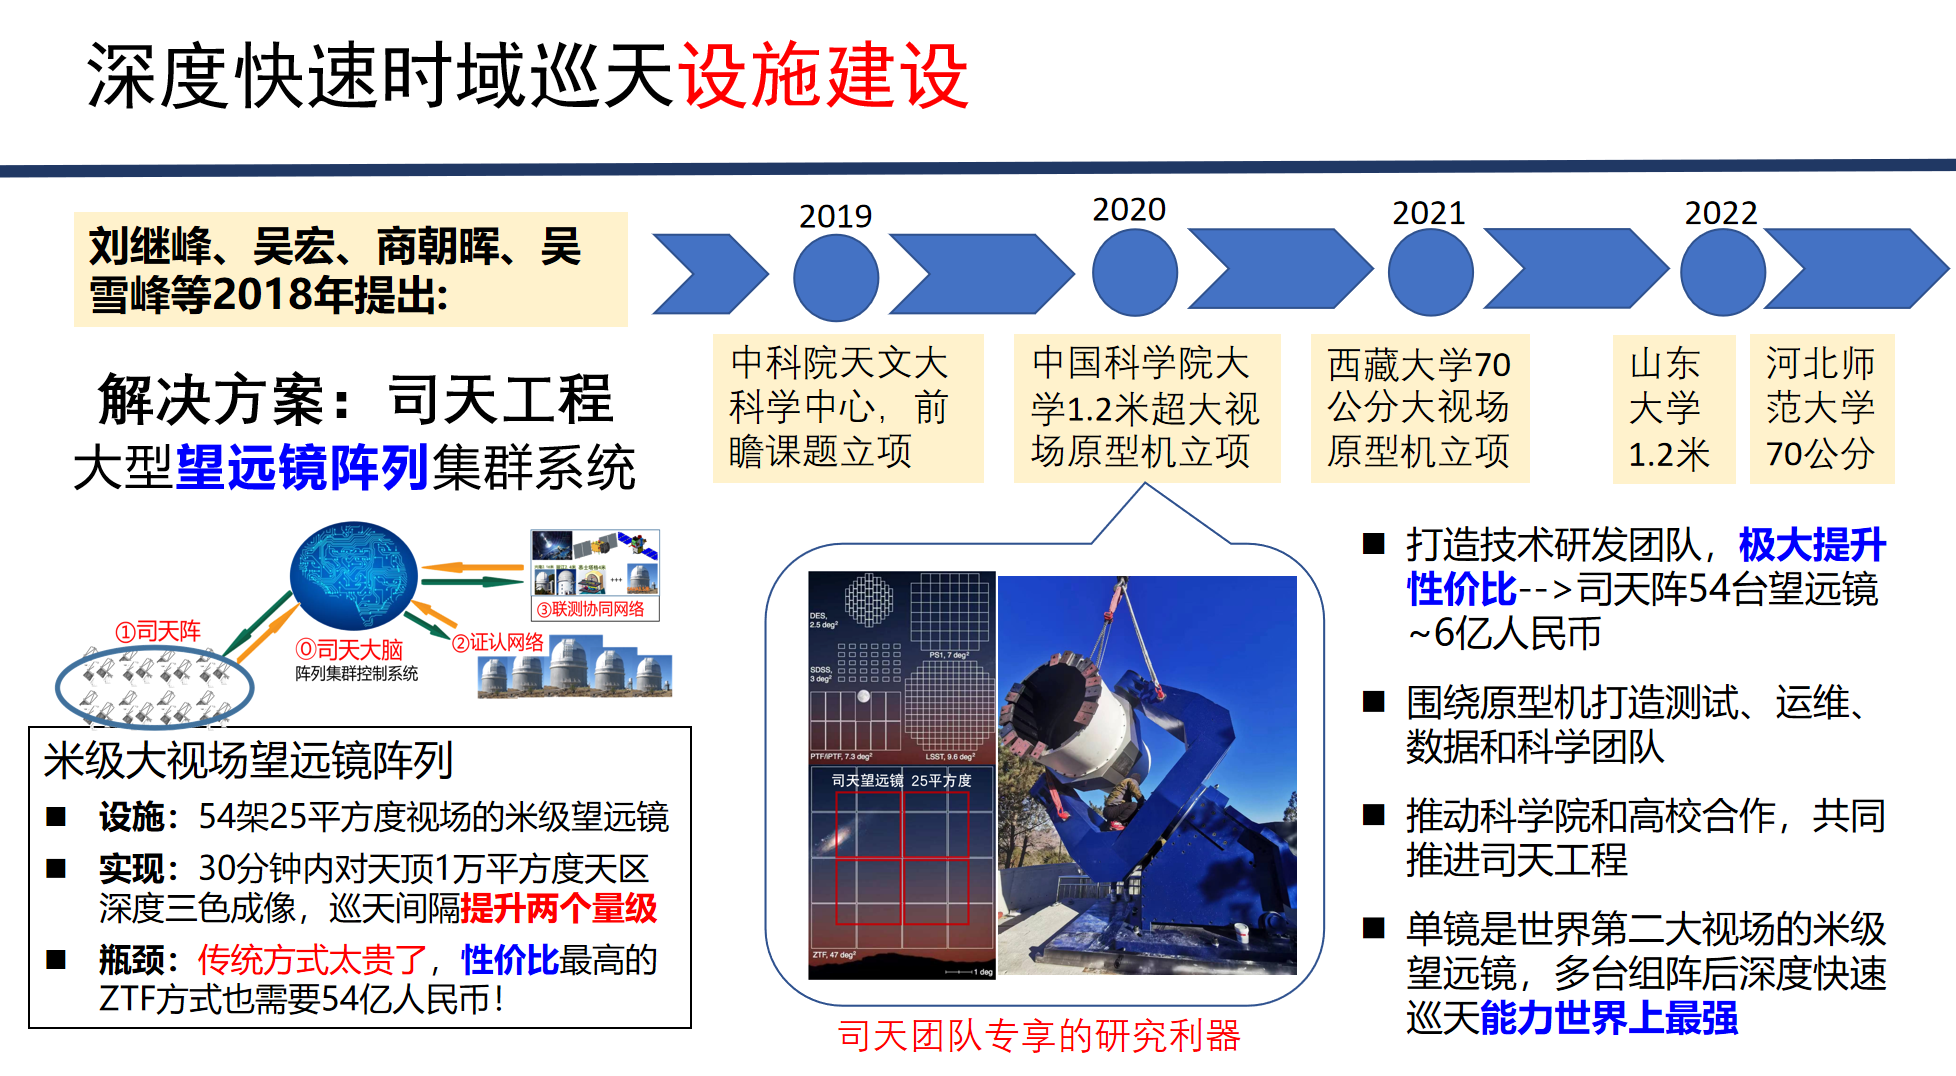 深度快速时域巡天设施建设
刘继峰、吴宏、商朝晖、吴
雪峰等2018年提出:
解决方案：司天工程
大型望远镜阵列集群系统
③联测协同网络
①司天阵
⓪司天大脑
阵列集群控制系统
②证认网络
米级大视场望远镜阵列
■ 设施：54架25平方度视场的米级望远镜
■ 实现：30分钟内对天顶1万平方度天区
深度三色成像，巡天间隔提升两个量级
■ 瓶颈：传统方式太贵了，性价比最高的
ZTF方式也需要54亿人民币！
2019
2020
2021
2022
中科院天文大
科学中心，前
瞻课题立项
中国科学院大
学1.2米超大视
场原型机立项
西藏大学70
公分大视场
原型机立项
山东
大学
1.2米
河北师
范大学
70公分
DES,
2.5 deg²
PS1, 7 deg²
SDSS,
3 deg²
PTF/iPTF, 7.3 deg²
LSST, 9.6 deg²
司天望远镜 25平方度
ZTF, 47 deg²
1 deg
司天团队专享的研究利器
■ 打造技术研发团队，极大提升
性价比-->司天阵54台望远镜
~6亿人民币
■ 围绕原型机打造测试、运维、
数据和科学团队
■ 推动科学院和高校合作，共同
推进司天工程
■ 单镜是世界第二大视场的米级
望远镜，多台组阵后深度快速
巡天能力世界上最强